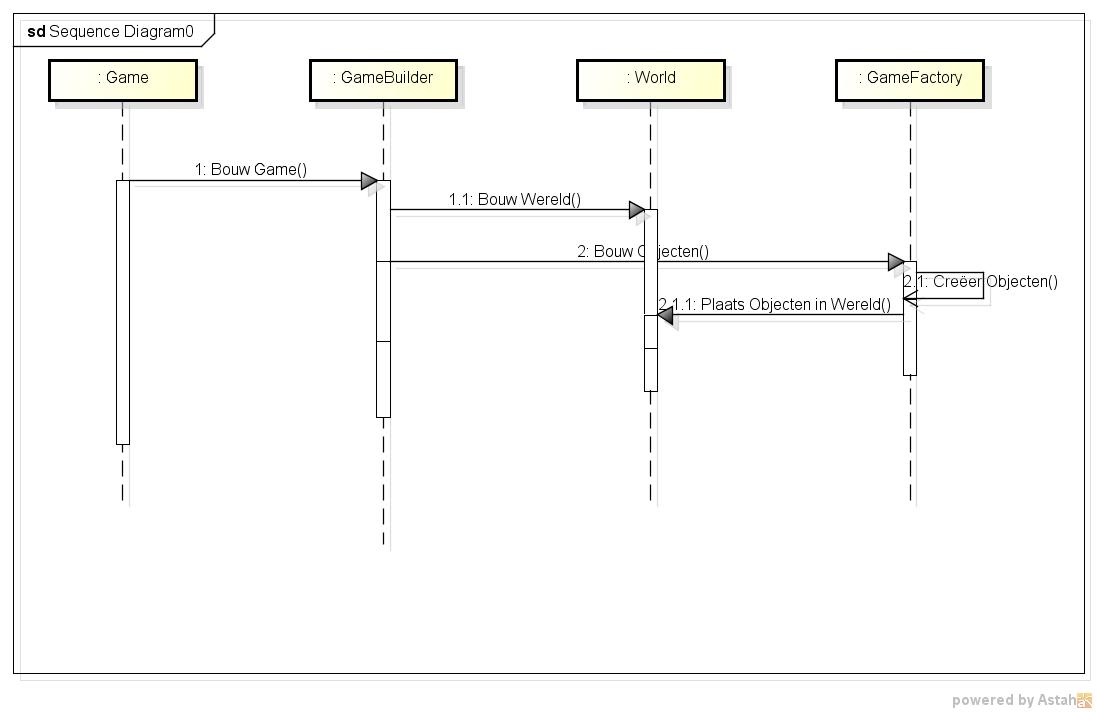 sd Sequence Diagram0
: Game
: GameBuilder
: World
: GameFactory
1: Bouw Game()
1.1: Bouw Wereld()
2: Bouw Objecten()
2.1: Creëer Objecten()
2.1.1: Plaats Objecten in Wereld()
powered by Astah